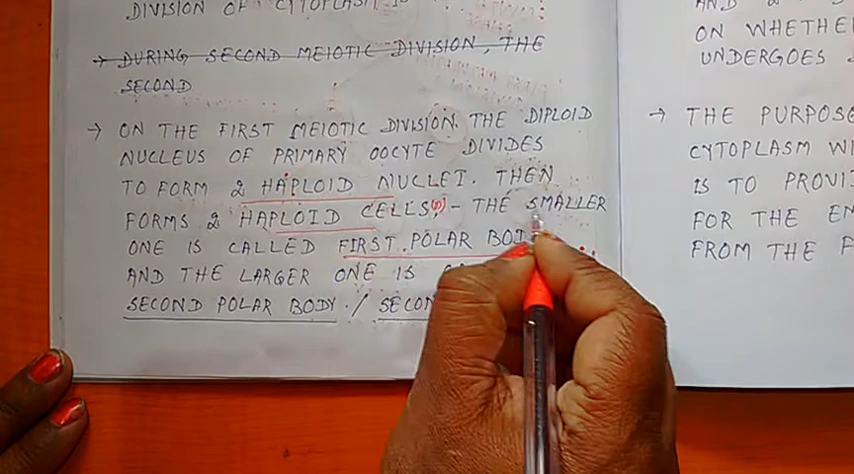 DIVISION OF CYTOPLASM IS
→ DURING SECOND MEIOTIC DIVISION, THE
SECOND
→ ON THE FIRST MEIOTIC DIVISION. THE DIPLOID
NUCLEUS OF PRIMARY OOCYTE DIVIDES
TO FORM 2 HAPLOID NUCLEI. THEN
FORMS 2 HAPLOID CELLS(n) - THE SMALLER
ONE IS CALLED FIRST POLAR BOD
AND THE LARGER ONE IS
SECOND POLAR BODY. / SECON
AND
ON WHETHE
UNDERGOES
→ THE PURPOSE
CYTOPLASM WI
IS TO PROVI
FOR THE EN
FROM THE F